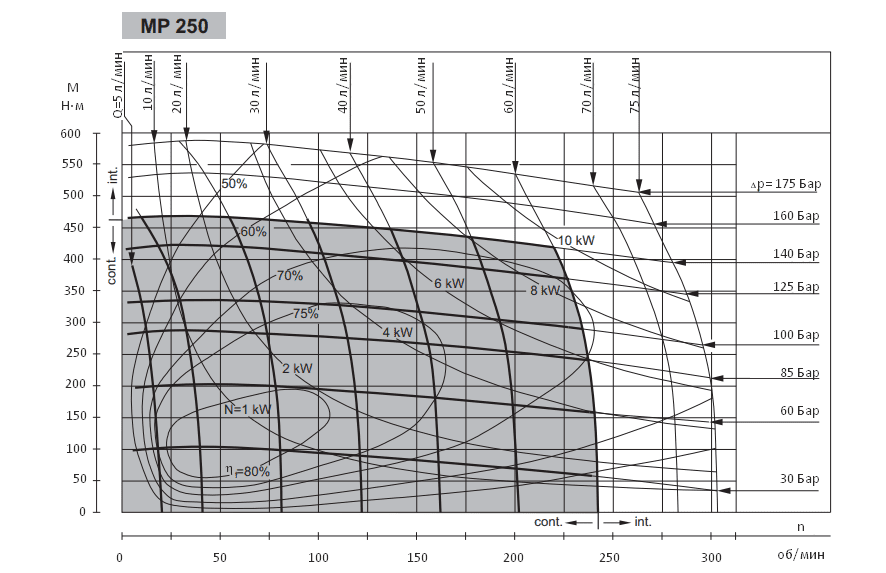 MP 250
Q=5 л/мин
10 л/мин
20 л/мин
30 л/мин
40 л/мин
50 л/мин
60 л/мин
70 л/мин
75 л/мин
M
Н·м
600
550
500
450
400
350
300
250
200
150
100
50
0
int.
cont.
50%
60%
70%
75%
ηt=80%
N=1 kW
2 kW
4 kW
6 kW
8 kW
10 kW
Δp= 175 Бар
160 Бар
140 Бар
125 Бар
100 Бар
85 Бар
60 Бар
30 Бар
cont. int.
n
0 50 100 150 200 250 300 об/мин